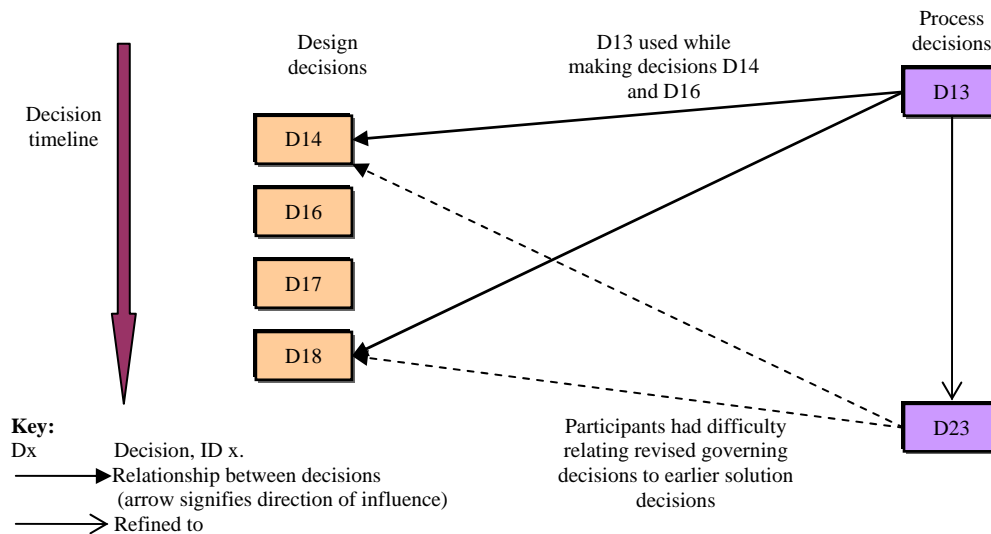 Design
decisions
D13 used while
making decisions D14
and D16
Process
decisions
Decision
timeline
D13
D14
D16
D17
D18
D23
Participants had difficulty
relating revised governing
decisions to earlier solution
decisions
Key:
Dx Decision, ID x.
Relationship between decisions
(arrow signifies direction of influence)
Refined to